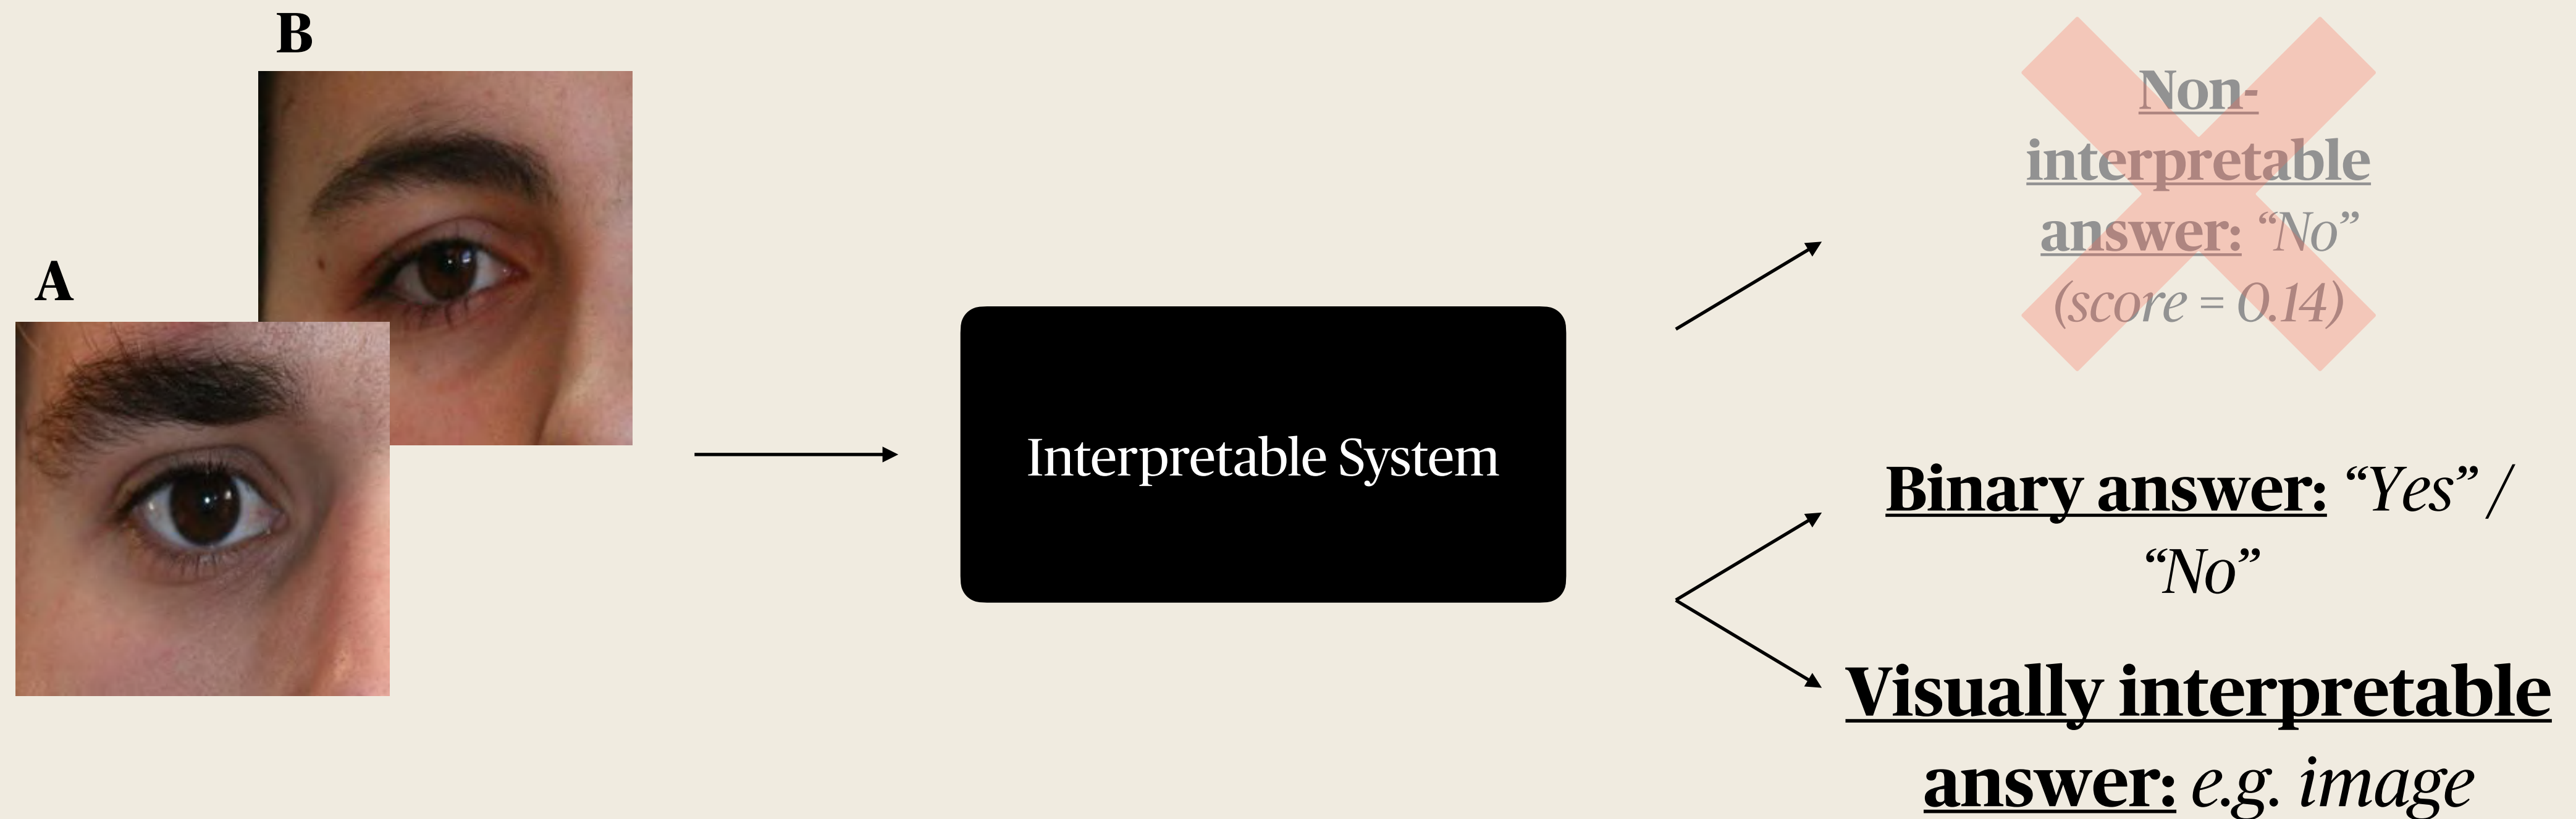 B
A
Interpretable System
Non-
interpretable
answer: “No”
(score = 0.14)
Binary answer: “Yes” /
“No”
Visually interpretable
answer: e.g. image